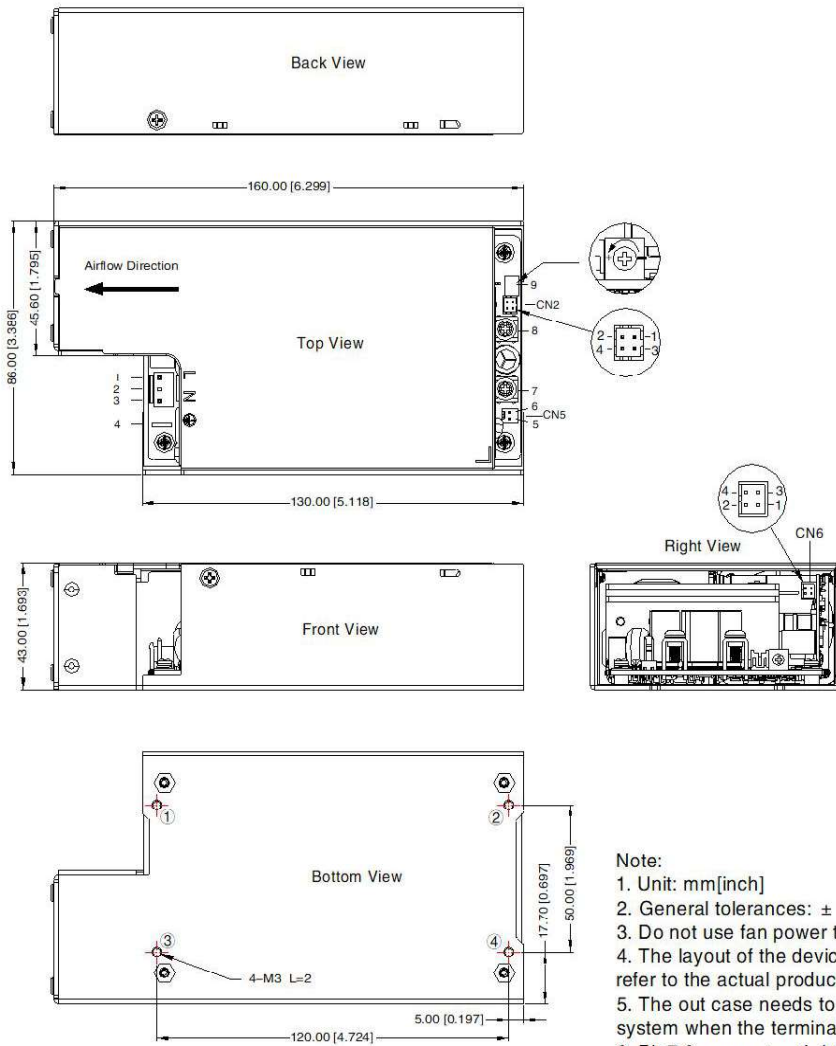 Back View
160.00 [6.299]
86.00 [3.386]
45.60 [1.795]
Airflow Direction
Top View
1
2
3
4
L
N
9
CN2
8
7
6
CN5
5
2
1
4
3
130.00 [5.118]
43.00 [1.693]
Front View
Right View
4
3
2
1
CN6
Bottom View
1
2
3
4
4-M3 L=2
17.70 [0.697]
50.00 [1.969]
5.00 [0.197]
120.00 [4.724]
Note:
1. Unit: mm[inch]
2. General tolerances: ±
3. Do not use fan power
4. The layout of the
refer to the actual
5. The out case needs to
system when the